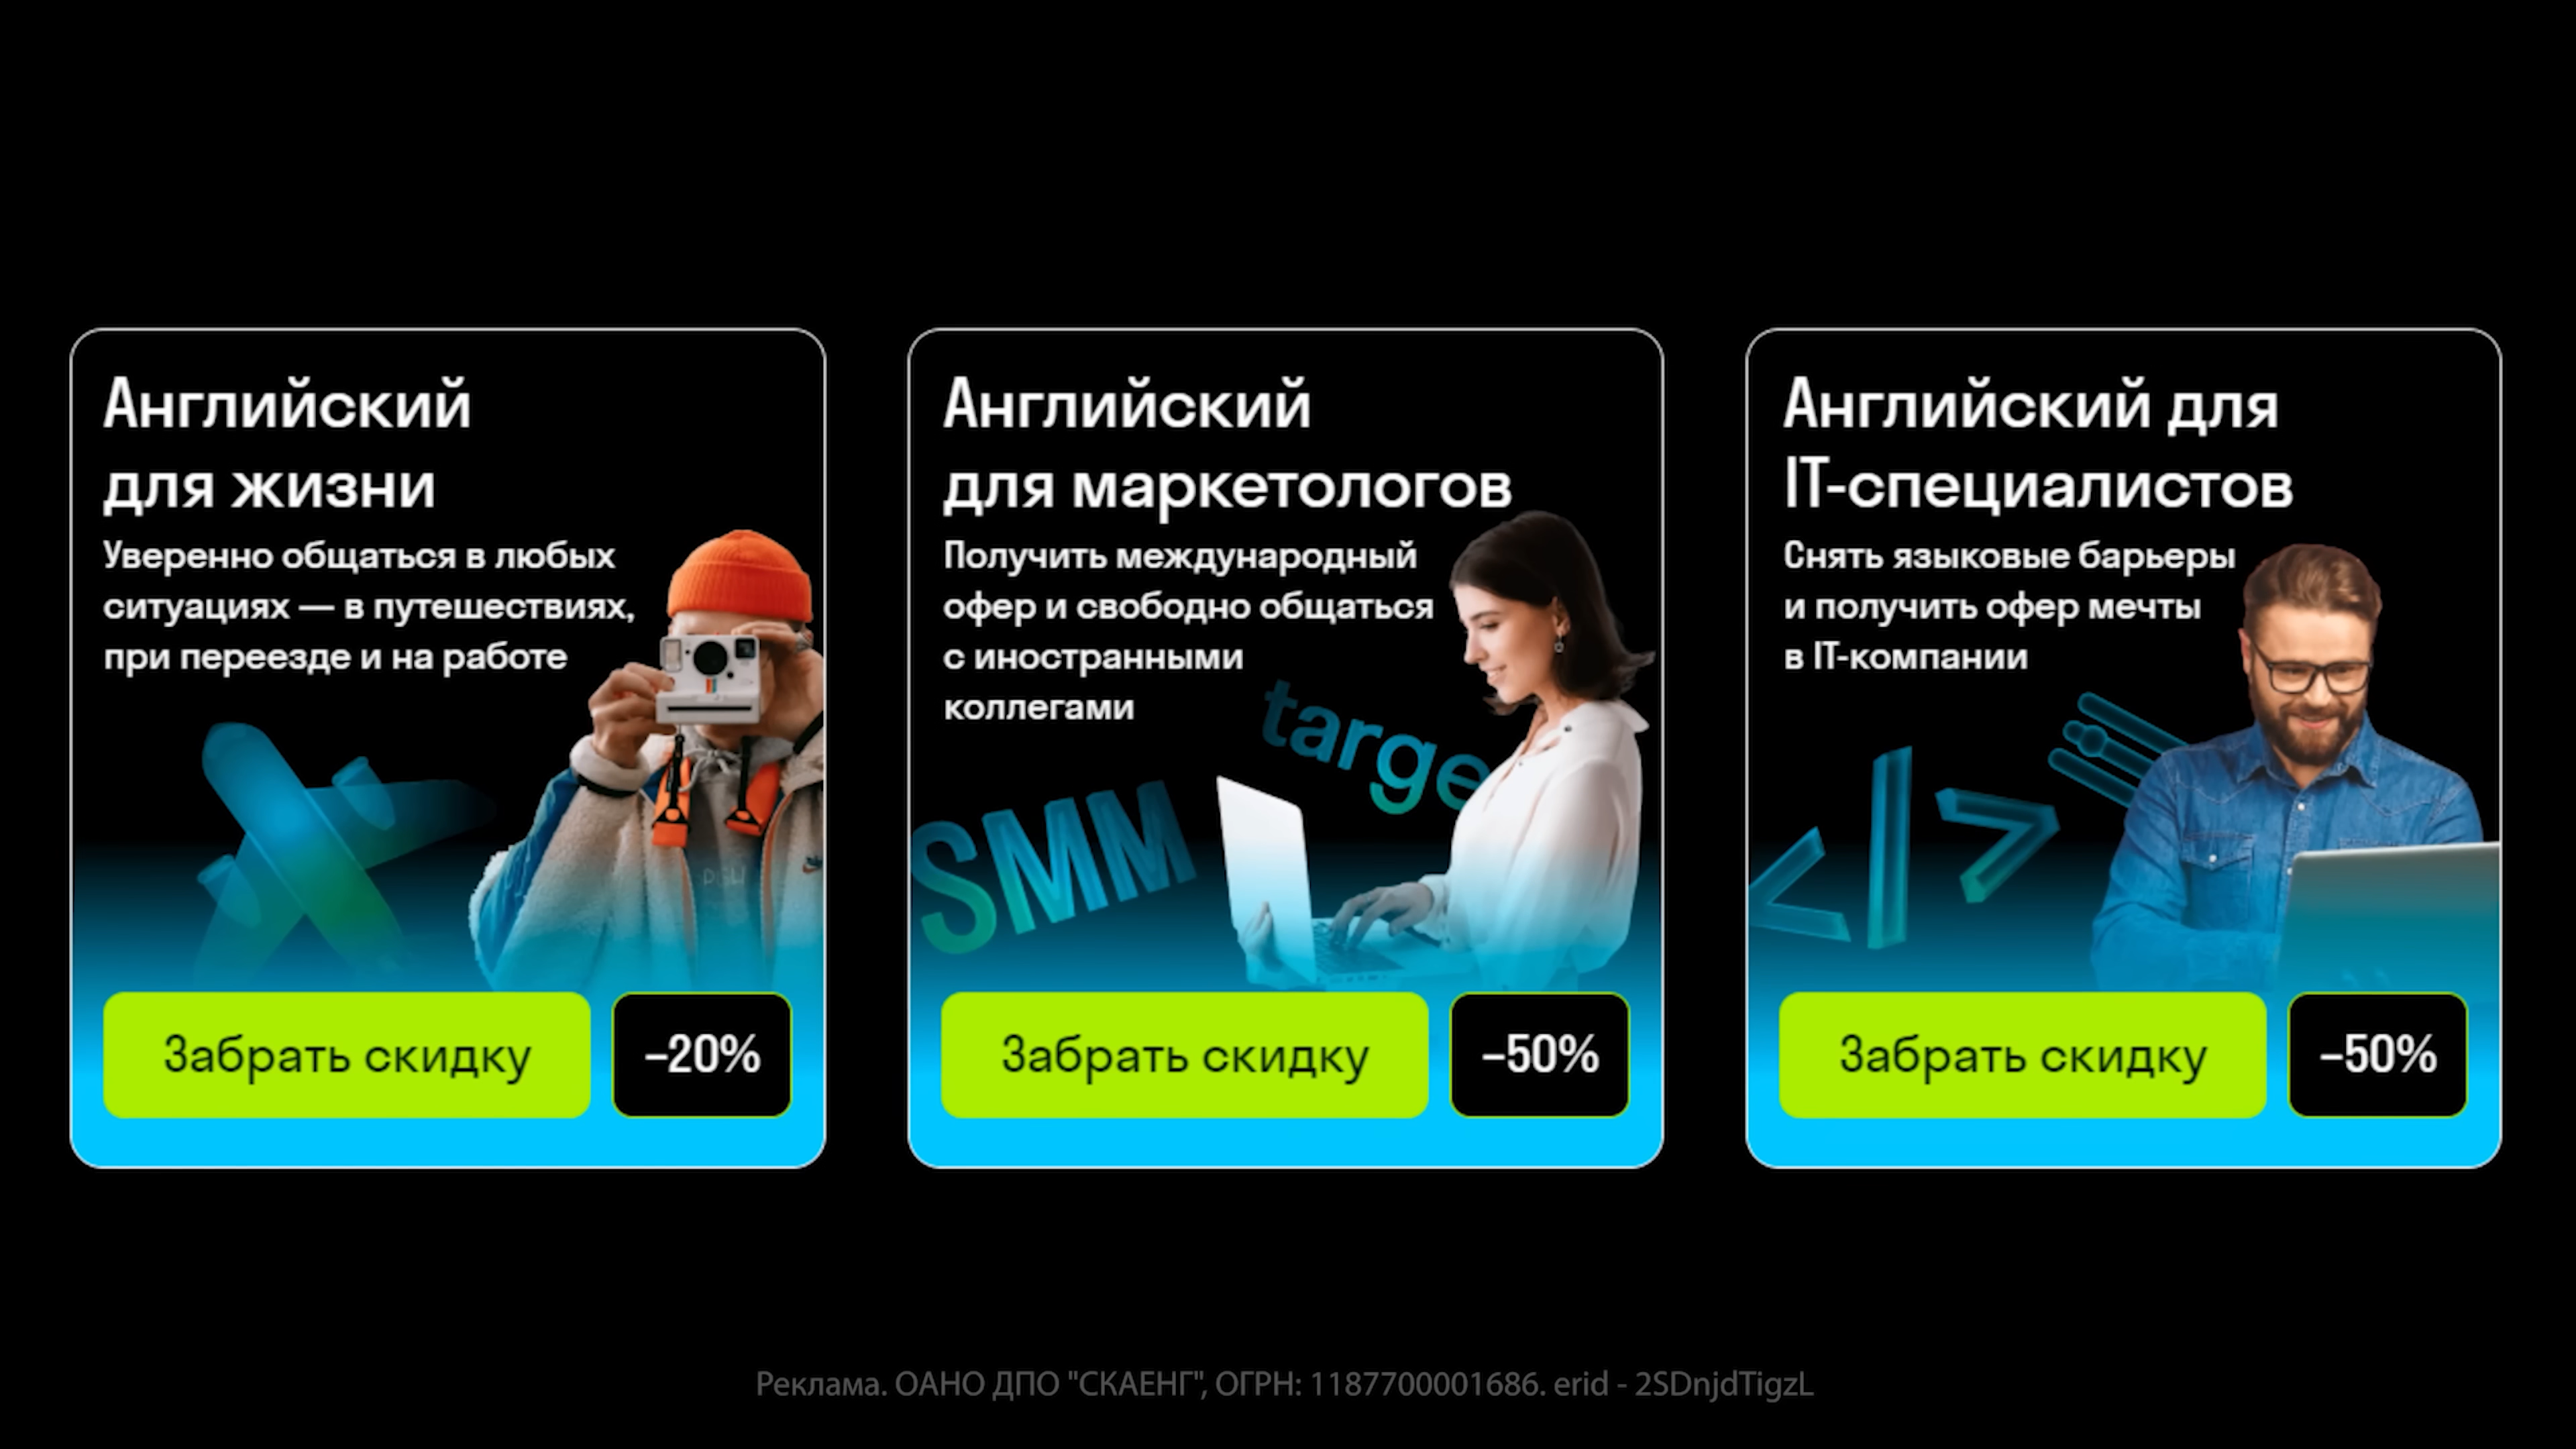 Английский
для жизни
Уверенно общаться в любых
ситуациях — в путешествиях,
при переезде и на работе
Забрать скидку
–20%
Английский
для маркетологов
Получить международный
офер и свободно общаться
с иностранными
коллегами
targe
SMM
Забрать скидку
–50%
Английский для
IT-специалистов
Снять языковые барьеры
и получить офер мечты
в IT-компании
</>
Забрать скидку
–50%
Реклама. ОАНО ДПО "СКАЕНГ", ОГРН: 1187700001686. erid - 2SDnjdTigzL